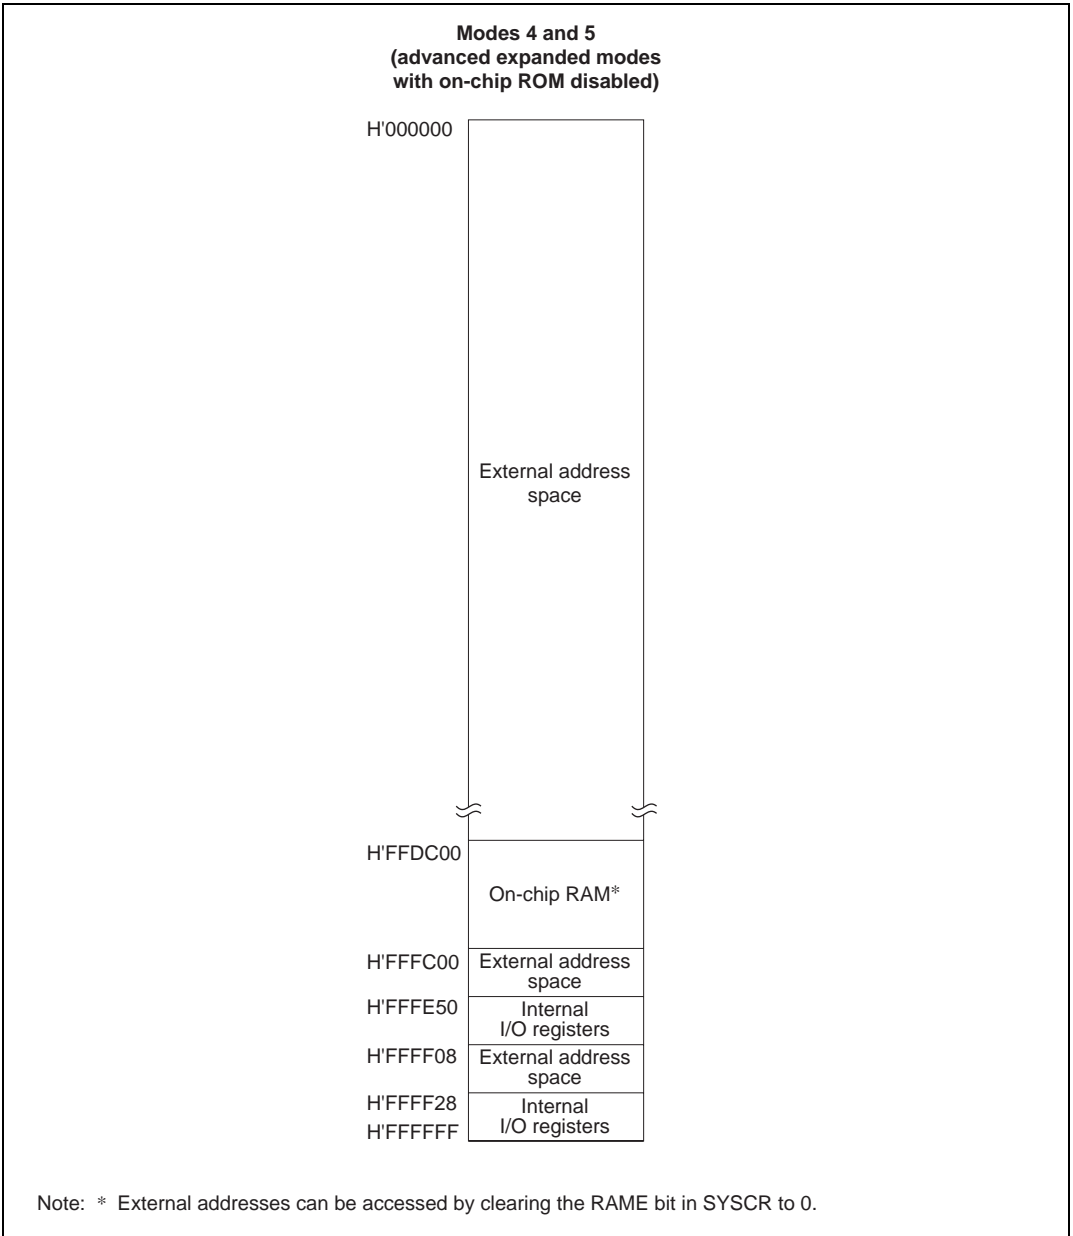 Modes 4 and 5
(advanced expanded modes
with on-chip ROM disabled)
H'000000
External address
space
H'FFDC00
On-chip RAM*
H'FFFC00
External address
space
H'FFFE50
Internal
I/O registers
H'FFFF08
External address
space
H'FFFF28
Internal
I/O registers
H'FFFFFF
Note: * External addresses can be accessed by clearing the RAME bit in SYSCR to 0.